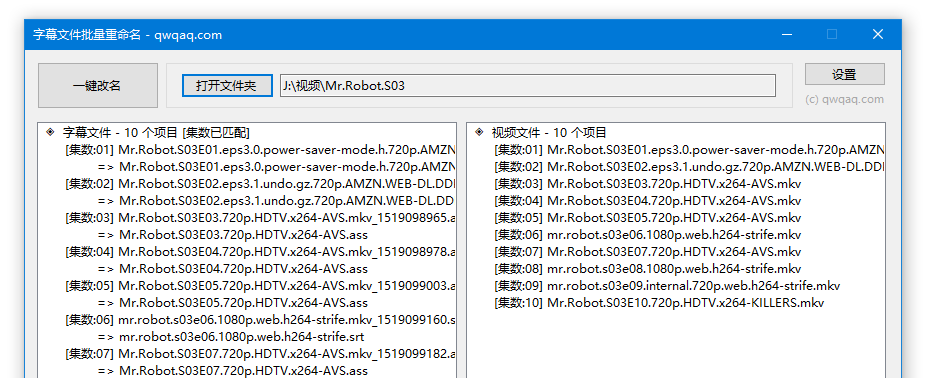 字幕文件批量重命名 - qwqaq.com
一键改名
打开文件夹
J:\视频\Mr.Robot.S03
设置
(c) qwqaq.com
字幕文件 - 10 个项目 [集数已匹配]
[集数:01] Mr.Robot.S03E01.eps3.0.power-saver-mode.h.720p.AMZN
=> Mr.Robot.S03E01.eps3.0.power-saver-mode.h.720p.AMZN
[集数:02] Mr.Robot.S03E02.eps3.1.undo.gz.720p.AMZN.WEB-DL.DD
=> Mr.Robot.S03E02.eps3.1.undo.gz.720p.AMZN.WEB-DL.DD
[集数:03] Mr.Robot.S03E03.720p.HDTV.x264-AVS.mkv_1519098965.a
=> Mr.Robot.S03E03.720p.HDTV.x264-AVS.ass
[集数:04] Mr.Robot.S03E04.720p.HDTV.x264-AVS.mkv_1519098978.a
=> Mr.Robot.S03E04.720p.HDTV.x264-AVS.ass
[集数:05] Mr.Robot.S03E05.720p.HDTV.x264-AVS.mkv_1519099003.a
=> Mr.Robot.S03E05.720p.HDTV.x264-AVS.ass
[集数:06] mr.robot.s03e06.1080p.web.h264-strife.mkv_1519099160.s
=> mr.robot.s03e06.1080p.web.h264-strife.srt
[集数:07] Mr.Robot.S03E07.720p.HDTV.x264-AVS.mkv_1519099182.a
=> Mr.Robot.S03E07.720p.HDTV.x264-AVS.ass
视频文件 - 10 个项目
[集数:01] Mr.Robot.S03E01.eps3.0.power-saver-mode.h.720p.AMZN
[集数:02] Mr.Robot.S03E02.eps3.1.undo.gz.720p.AMZN.WEB-DL.DD
[集数:03] Mr.Robot.S03E03.720p.HDTV.x264-AVS.mkv
[集数:04] Mr.Robot.S03E04.720p.HDTV.x264-AVS.mkv
[集数:05] Mr.Robot.S03E05.720p.HDTV.x264-AVS.mkv
[集数:06] mr.robot.s03e06.1080p.web.h264-strife.mkv
[集数:07] Mr.Robot.S03E07.720p.HDTV.x264-AVS.mkv
[集数:08] mr.robot.s03e08.1080p.web.h264-strife.mkv
[集数:09] mr.robot.s03e09.internal.720p.web.h264-strife.mkv
[集数:10] Mr.Robot.S03E10.720p.HDTV.x264-KILLERS.mkv